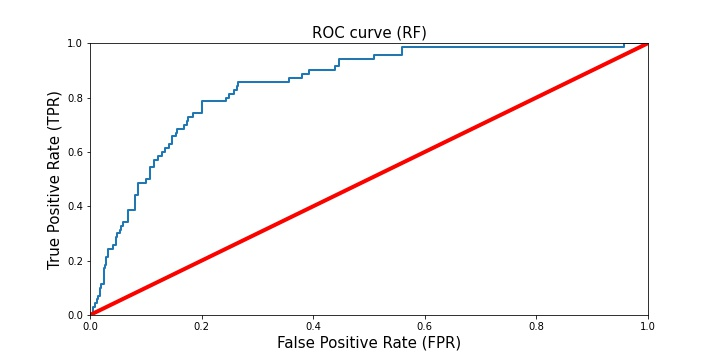 ROC curve (RF)
1.0
0.8
0.6
0.4
0.2
0.0
True Positive Rate (TPR)
0.0 0.2 0.4 0.6 0.8 1.0
False Positive Rate (FPR)